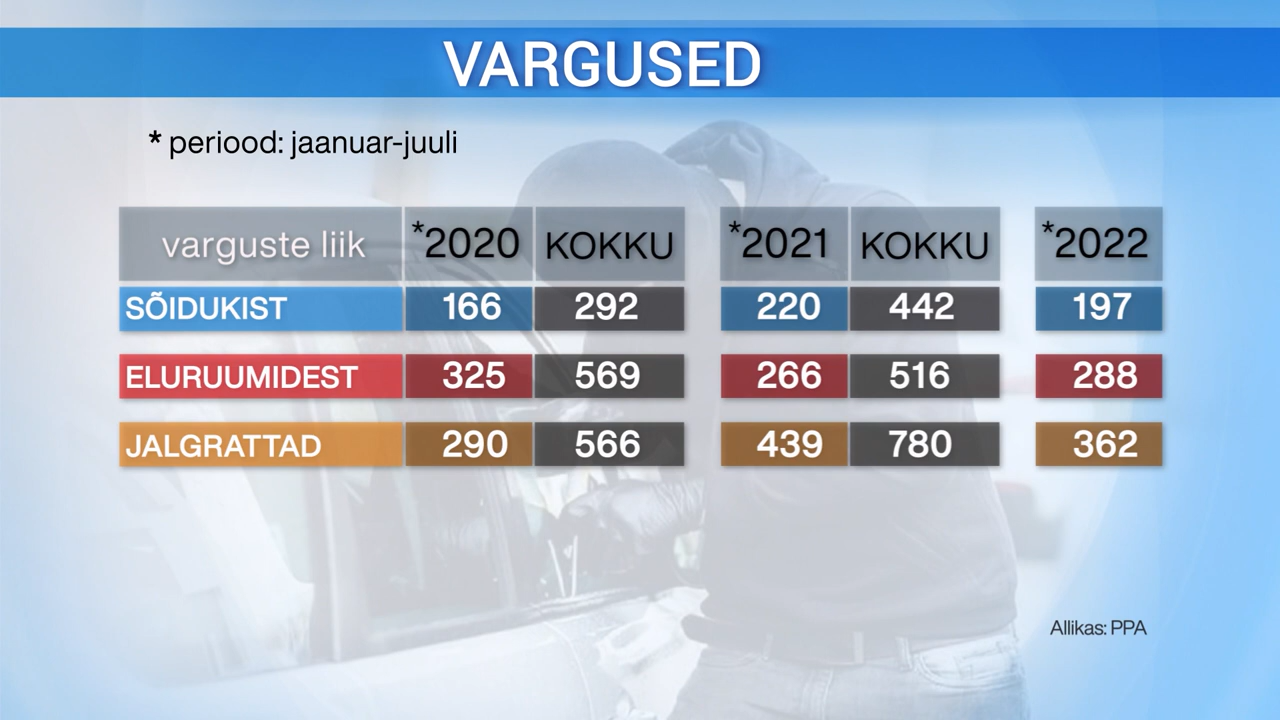 VARGUSED
* periood: jaanuar-juuli
varguste liik *2020 KOKKU *2021 KOKKU *2022
SÕIDUKIST 166 292 220 442 197
ELURUUMIDEST 325 569 266 516 288
JALGRATTAD 290 566 439 780 362
Allikas: PPA